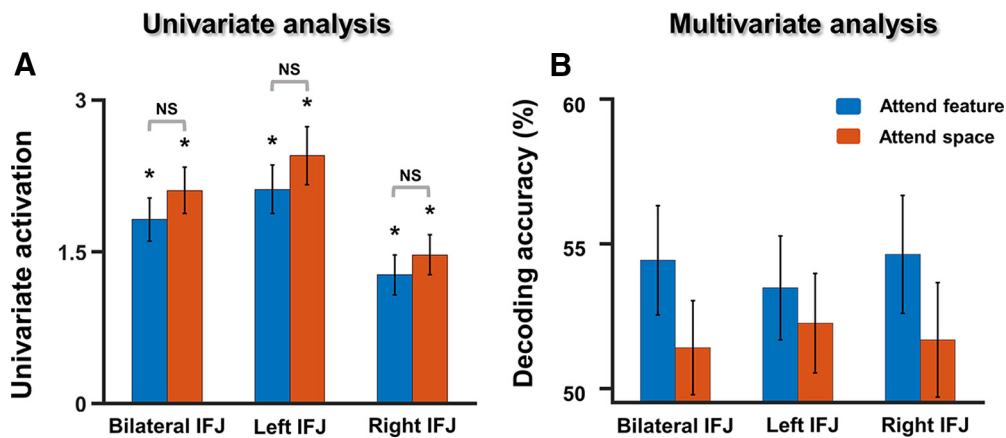 Univariate analysis
Multivariate analysis
A
B
Univariate activation
3
1.5
0
NS
*
*
NS
*
*
NS
*
*
Bilateral IFJ
Left IFJ
Right IFJ
Decoding accuracy (%)
60
55
50
Attend feature
Attend space
Bilateral IFJ
Left IFJ
Right IFJ